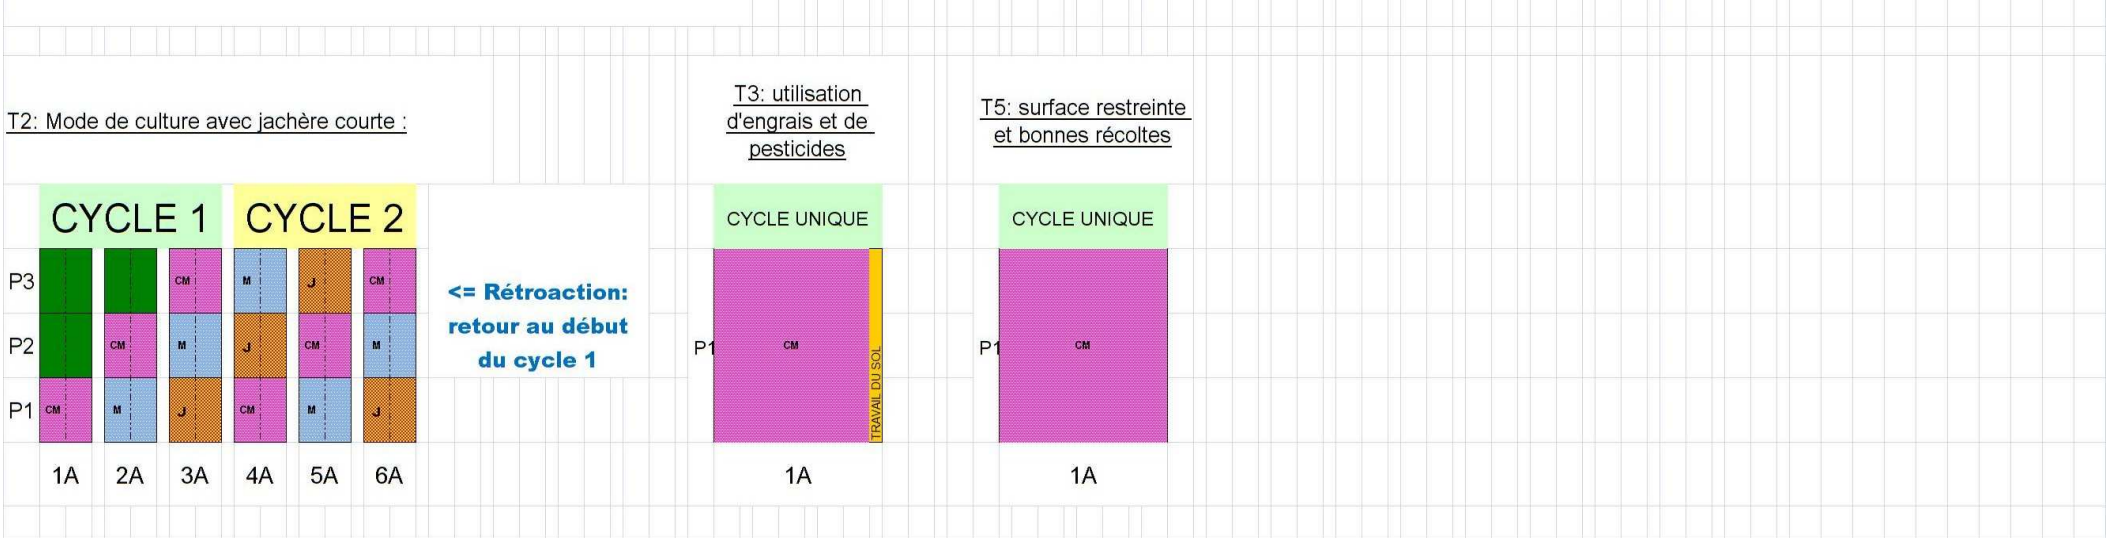 T2: Mode de culture avec jachère courte :
T3: utilisation
d'engrais et de
pesticides
T5: surface restreinte
et bonnes récoltes
CYCLE 1 CYCLE 2
CYCLE UNIQUE
CYCLE UNIQUE
P3 CM M J CM
<= Rétroaction:
retour au début
du cycle 1
P2 CM M J CM M
P1 CM M J CM M J
P1 CM TRAVAIL DU SOL
P1 CM
1A 2A 3A 4A 5A 6A
1A
1A